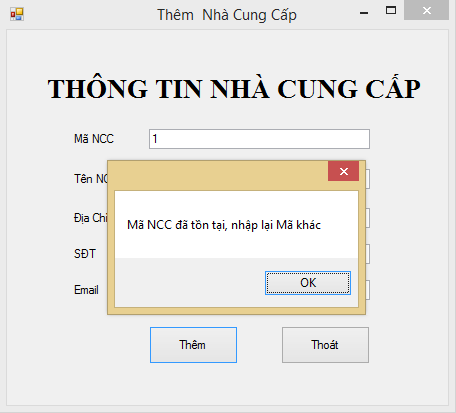 Thêm  Nhà Cung Cấp
THÔNG TIN NHÀ CUNG CẤP
Mã NCC
1
Tên NC
Mã NCC đã tồn tại, nhập lại Mã khác
Địa Chỉ
SĐT
OK
Email
Thêm
Thoát